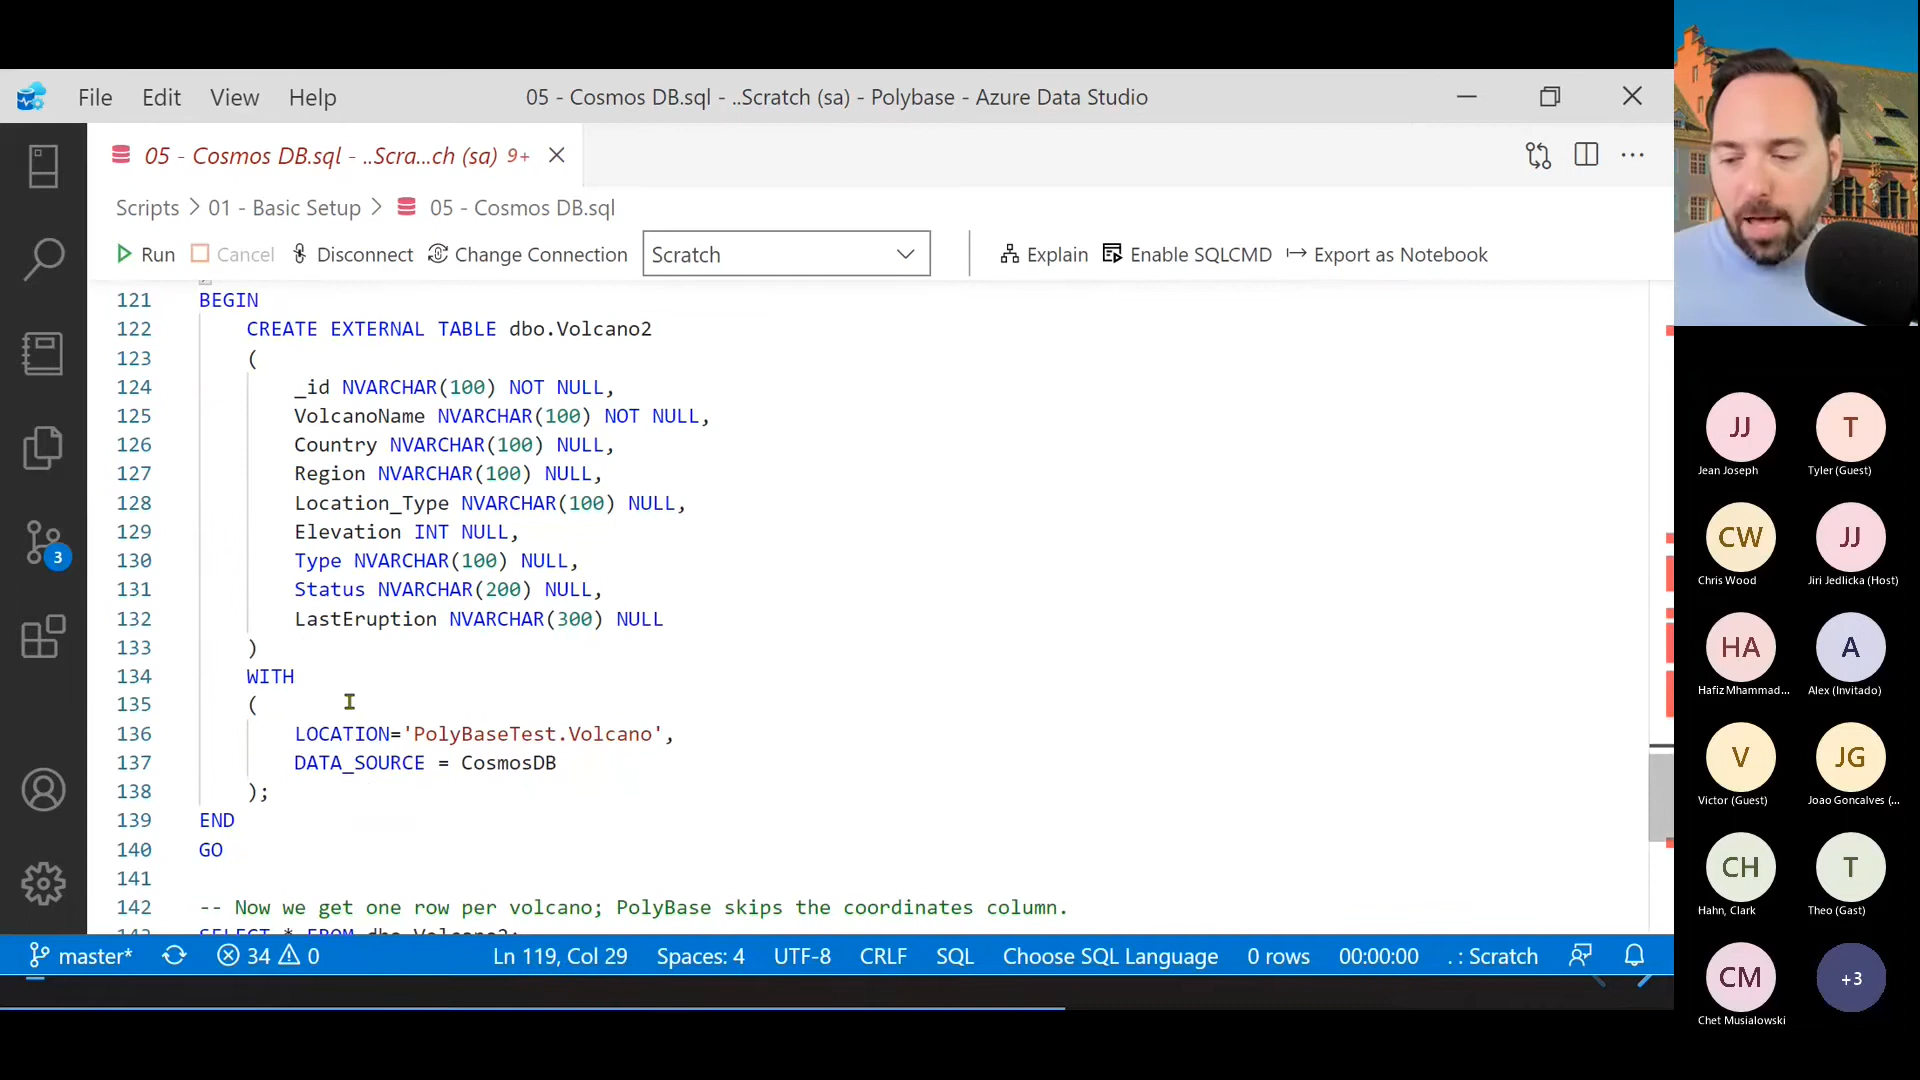 File Edit View Help 05 - Cosmos DB.sql - ..Scratch (sa) - Polybase - Azure Data Studio
05 - Cosmos DB.sql - ..Scra...ch (sa) 9+
Scripts > 01 - Basic Setup > 05 - Cosmos DB.sql
Run Cancel Disconnect Change Connection Scratch Explain Enable SQLCMD Export as Notebook
121 BEGIN
122 CREATE EXTERNAL TABLE dbo.Volcano2
123 (
124 _id NVARCHAR(100) NOT NULL,
125 VolcanoName NVARCHAR(100) NOT NULL,
126 Country NVARCHAR(100) NULL,
127 Region NVARCHAR(100) NULL,
128 Location_Type NVARCHAR(100) NULL,
129 Elevation INT NULL,
130 Type NVARCHAR(100) NULL,
131 Status NVARCHAR(200) NULL,
132 LastEruption NVARCHAR(300) NULL
133 )
134 WITH
135 (
136 LOCATION='PolyBaseTest.Volcano',
137 DATA_SOURCE = CosmosDB
138 );
139 END
140 GO
141
142 -- Now we get one row per volcano; PolyBase skips the coordinates column.
143 SELECT * FROM dbo.Volcano2;
3
master* 34 0 Ln 119, Col 29 Spaces: 4 UTF-8 CRLF SQL Choose SQL Language 0 rows 00:00:00 . : Scratch
JJ T
Jean Joseph Tyler (Guest)
CW JJ
Chris Wood Jiri Jedlicka (Host)
HA A
Hafiz Mhammad... Alex (Invitado)
V JG
Victor (Guest) Joao Goncalves (...
CH T
Hahn, Clark Theo (Gast)
CM +3
Chet Musialowski